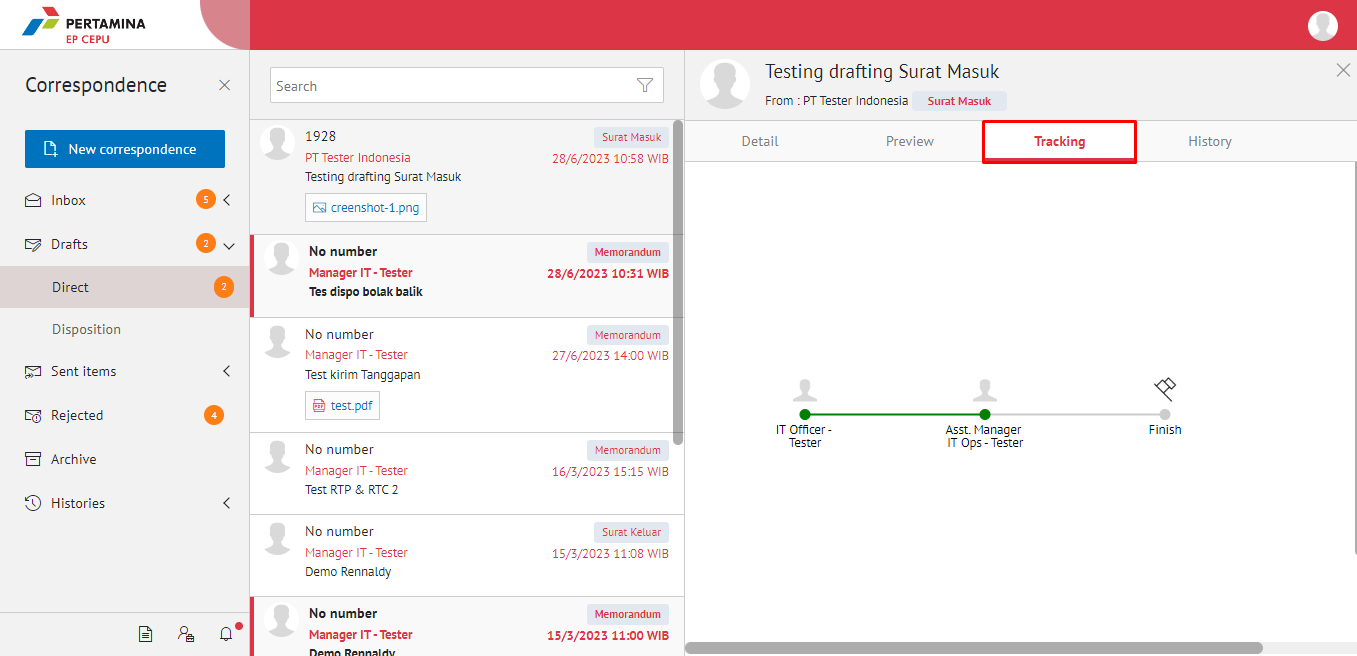 PERTAMINA
EP CEPU
Correspondence
New correspondence
Inbox
5
Drafts
2
Direct
2
Disposition
Sent items
Rejected
4
Archive
Histories
Search
1928
Surat Masuk
PT Tester Indonesia
28/6/2023 10:58 WIB
Testing drafting Surat Masuk
creenshot-1.png
No number
Memorandum
Manager IT - Tester
28/6/2023 10:31 WIB
Tes dispo bolak balik
No number
Memorandum
Manager IT - Tester
27/6/2023 14:00 WIB
Test kirim Tanggapan
test.pdf
No number
Memorandum
Manager IT - Tester
16/3/2023 15:15 WIB
Test RTP & RTC 2
No number
Surat Keluar
Manager IT - Tester
15/3/2023 11:08 WIB
Demo Rennaldy
No number
Memorandum
Manager IT - Tester
15/3/2023 11:00 WIB
Demo Rennaldy
Testing drafting Surat Masuk
From : PT Tester Indonesia
Surat Masuk
Detail
Preview
Tracking
History
IT Officer -
Tester
Asst. Manager
IT Ops - Tester
Finish